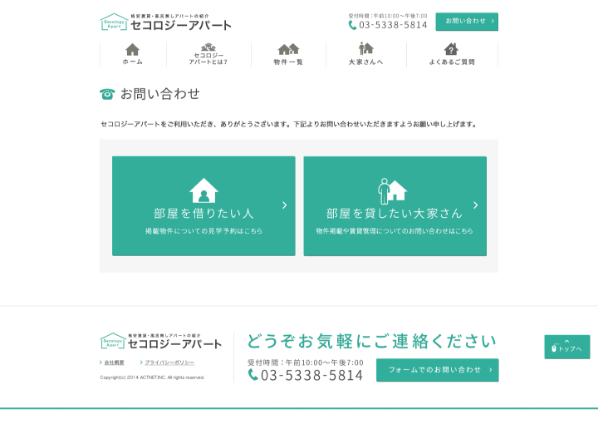 格安賃貸・風呂無しアパートの紹介
セコロジーアパート
受付時間:午前10:00〜午後7:00
03-5338-5814
お問い合わせ
ホーム
セコロジー
アパートとは?
物件一覧
大家さんへ
よくあるご質問
お問い合わせ
セコロジーアパートをご利用いただき、ありがとうございます。下記よりお問い合わせいただきますようお願い申し上げます。
部屋を借りたい人
掲載物件についての見学予約はこちら
部屋を貸したい大家さん
物件掲載や賃貸管理についてのお問い合わせはこちら
格安賃貸・風呂無しアパートの紹介
セコロジーアパート
会社概要
プライバシーポリシー
Copyright(c) 2014 ACTNET.INC. All rights reserved.
どうぞお気軽にご連絡ください
受付時間:午前10:00〜午後7:00
03-5338-5814
フォームでのお問い合わせ
トップへ